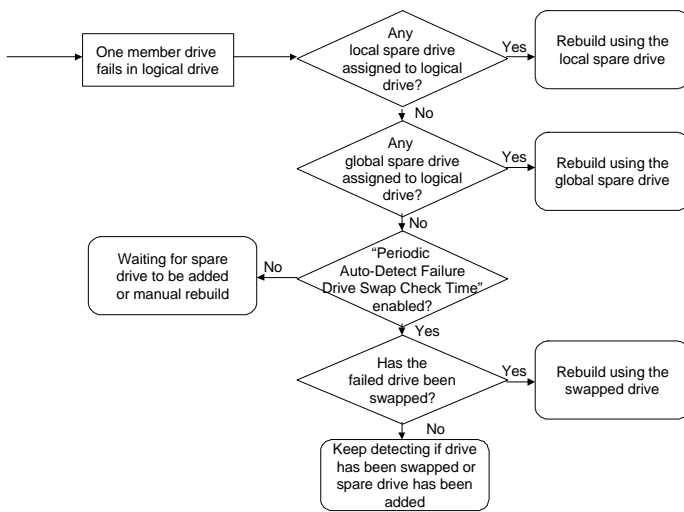 One member drive
fails in logical drive
Any
local spare drive
assigned to logical
drive?
Yes
Rebuild using the
local spare drive
No
Any
global spare drive
assigned to logical
drive?
Yes
Rebuild using the
global spare drive
No
“Periodic
Auto-Detect Failure
Drive Swap Check Time”
enabled?
No
Waiting for spare
drive to be added
or manual rebuild
Yes
Has the
failed drive been
swapped?
Yes
Rebuild using the
swapped drive
No
Keep detecting if drive
has been swapped or
spare drive has been
added